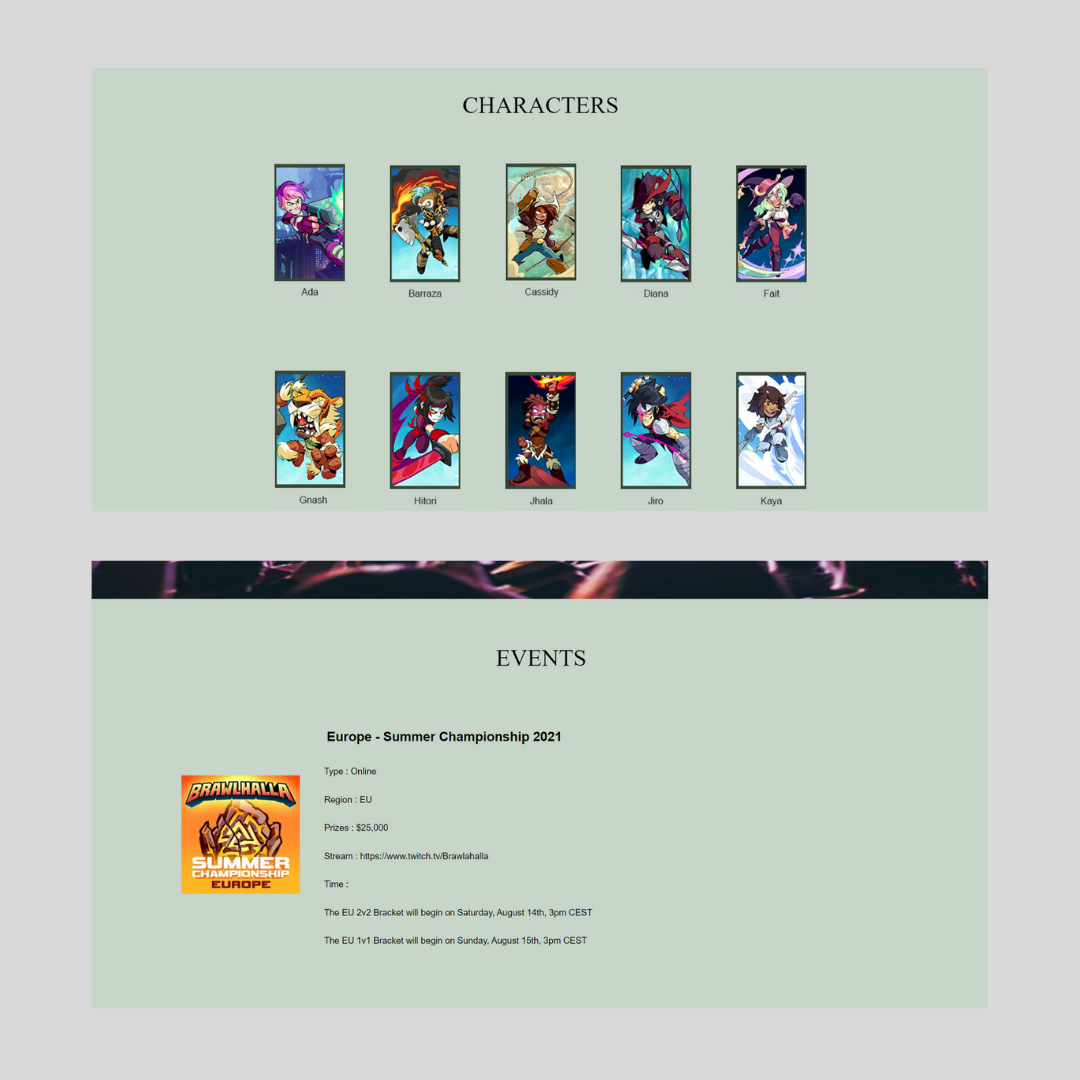 CHARACTERS
Ada
Barraza
Cassidy
Diana
Fait
Gnash
Hitori
Jhala
Jiro
Kaya
EVENTS
Europe - Summer Championship 2021
Type : Online
Region : EU
Prizes : $25,000
Stream : https://www.twitch.tv/Brawlahalla
Time :
The EU 2v2 Bracket will begin on Saturday, August 14th, 3pm CEST
The EU 1v1 Bracket will begin on Sunday, August 15th, 3pm CEST
BRAWLHALLA
SUMMER
CHAMPIONSHIP
EUROPE